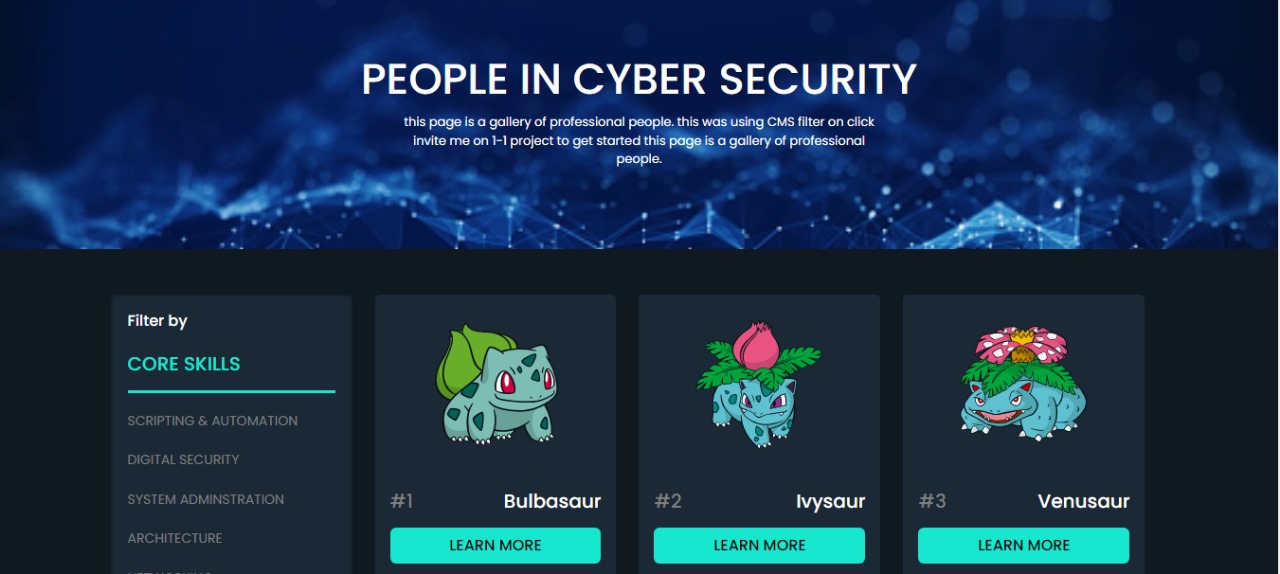 PEOPLE IN CYBER SECURITY
this page is a gallery of professional people. this was using CMS filter on click
invite me on 1-1 project to get started this page is a gallery of professional
people.
Filter by
CORE SKILLS
SCRIPTING & AUTOMATION
DIGITAL SECURITY
SYSTEM ADMINSTRATION
ARCHITECTURE
#1 Bulbasaur
LEARN MORE
#2 Ivysaur
LEARN MORE
#3 Venusaur
LEARN MORE